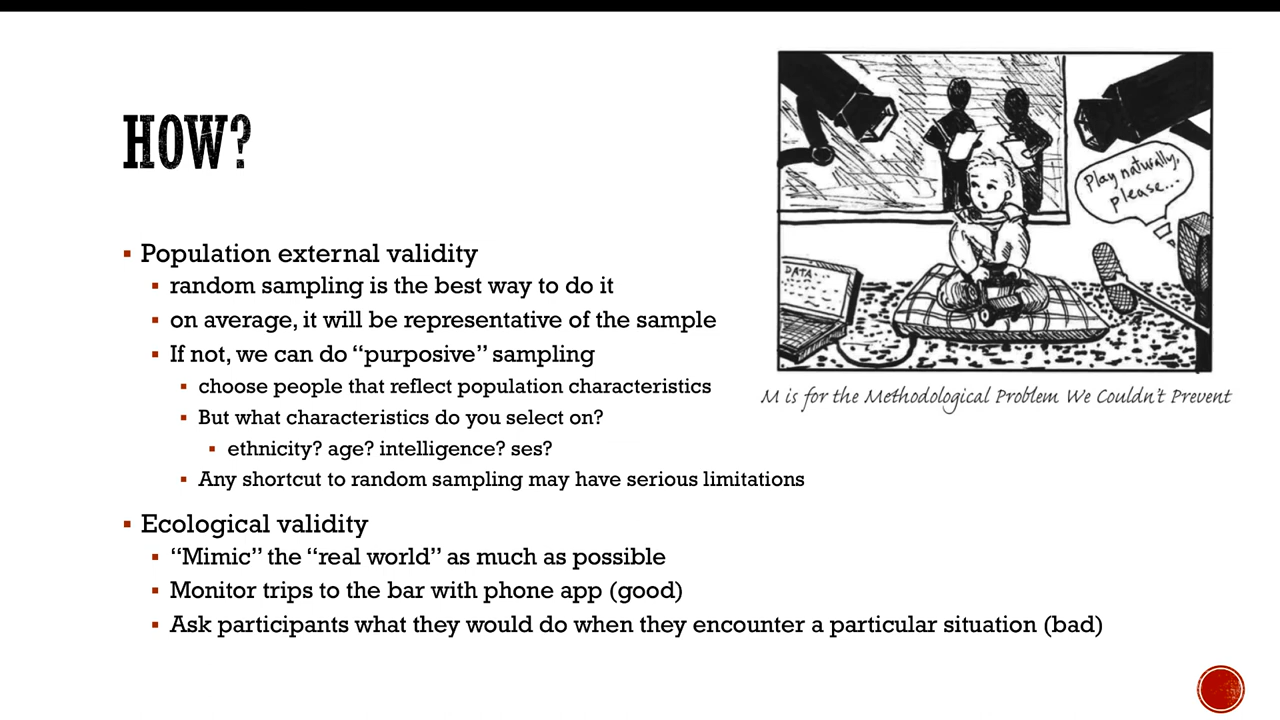 HOW?
Population external validity
random sampling is the best way to do it
on average, it will be representative of the sample
If not, we can do “purposive” sampling
choose people that reflect population characteristics
But what characteristics do you select on?
ethnicity? age? intelligence? ses?
Any shortcut to random sampling may have serious limitations
Ecological validity
“Mimic” the “real world” as much as possible
Monitor trips to the bar with phone app (good)
Ask participants what they would do when they encounter a particular situation (bad)
Play naturally,
please...
DATA
M is for the Methodological Problem We Couldn't Prevent